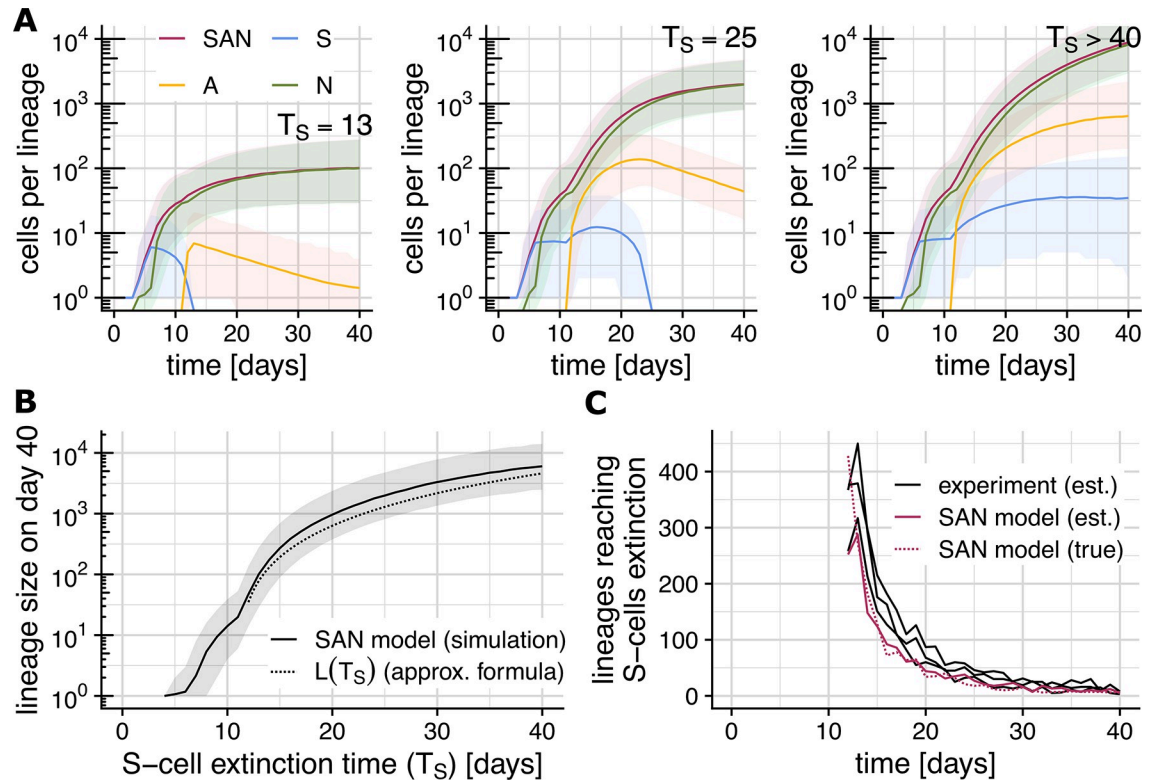 A
SAN
S
A
N
T_S = 13
T_S = 25
T_S > 40
cells per lineage
10^4
10^3
10^2
10^1
10^0
0 10 20 30 40
time [days]
cells per lineage
10^4
10^3
10^2
10^1
10^0
0 10 20 30 40
time [days]
cells per lineage
10^4
10^3
10^2
10^1
10^0
0 10 20 30 40
time [days]
B
lineage size on day 40
10^4
10^3
10^2
10^1
10^0
SAN model (simulation)
L(T_S) (approx. formula)
0 10 20 30 40
S−cell extinction time (T_S) [days]
C
lineages reaching
S−cells extinction
400
300
200
100
0
experiment (est.)
SAN model (est.)
SAN model (true)
0 10 20 30 40
time [days]